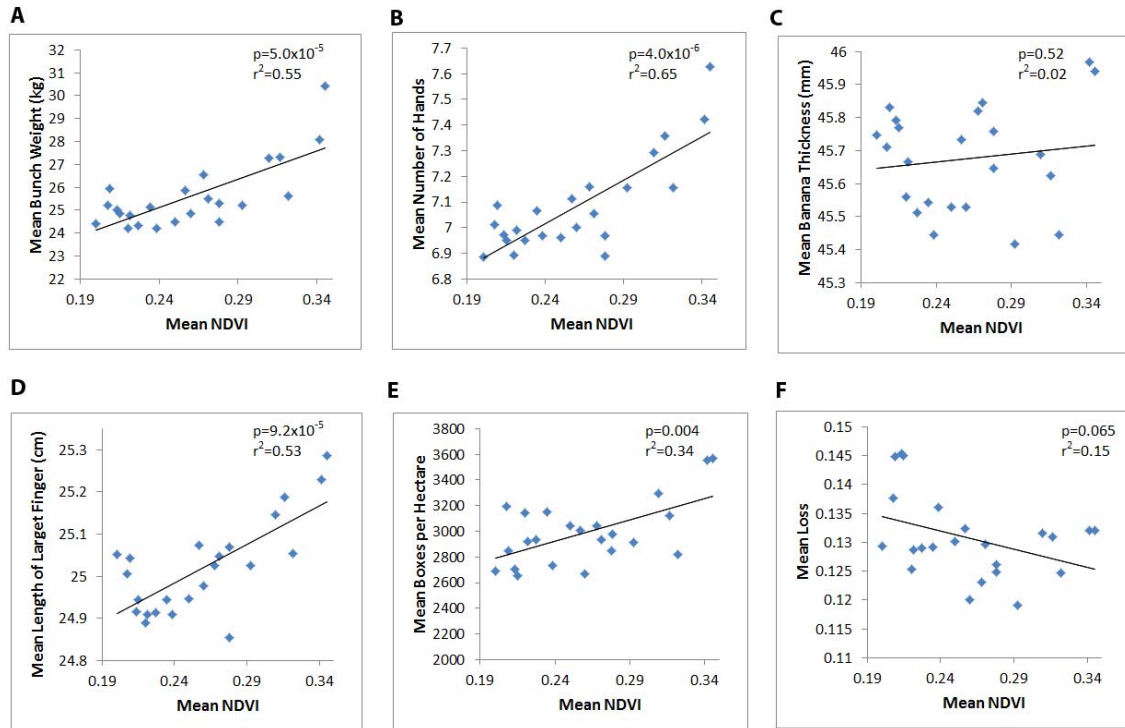 A
p=5.0x10⁻⁵
r²=0.55
Mean Bunch Weight (kg)
32
31
30
29
28
27
26
25
24
23
22
0.19 0.24 0.29 0.34
Mean NDVI
B
p=4.0x10⁻⁶
r²=0.65
Mean Number of Hands
7.7
7.6
7.5
7.4
7.3
7.2
7.1
7
6.9
6.8
0.19 0.24 0.29 0.34
Mean NDVI
C
p=0.52
r²=0.02
Mean Banana Thickness (mm)
46
45.9
45.8
45.7
45.6
45.5
45.4
45.3
0.19 0.24 0.29 0.34
Mean NDVI
D
p=9.2x10⁻⁵
r²=0.53
Mean Length of Larget Finger (cm)
25.3
25.2
25.1
25
24.9
24.8
0.19 0.24 0.29 0.34
Mean NDVI
E
p=0.004
r²=0.34
Mean Boxes per Hectare
3800
3600
3400
3200
3000
2800
2600
2400
2200
2000
0.19 0.24 0.29 0.34
Mean NDVI
F
p=0.065
r²=0.15
Mean Loss
0.15
0.145
0.14
0.135
0.13
0.125
0.12
0.115
0.11
0.19 0.24 0.29 0.34
Mean NDVI